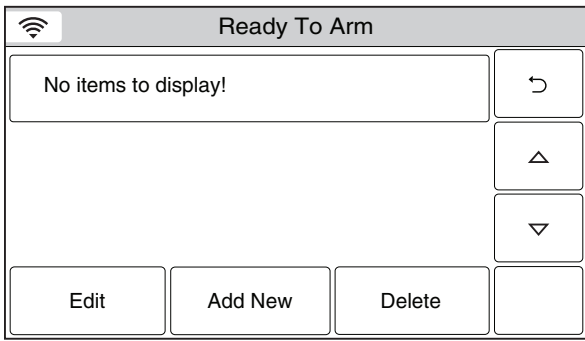 Ready To Arm
No items to display!
Edit
Add New
Delete